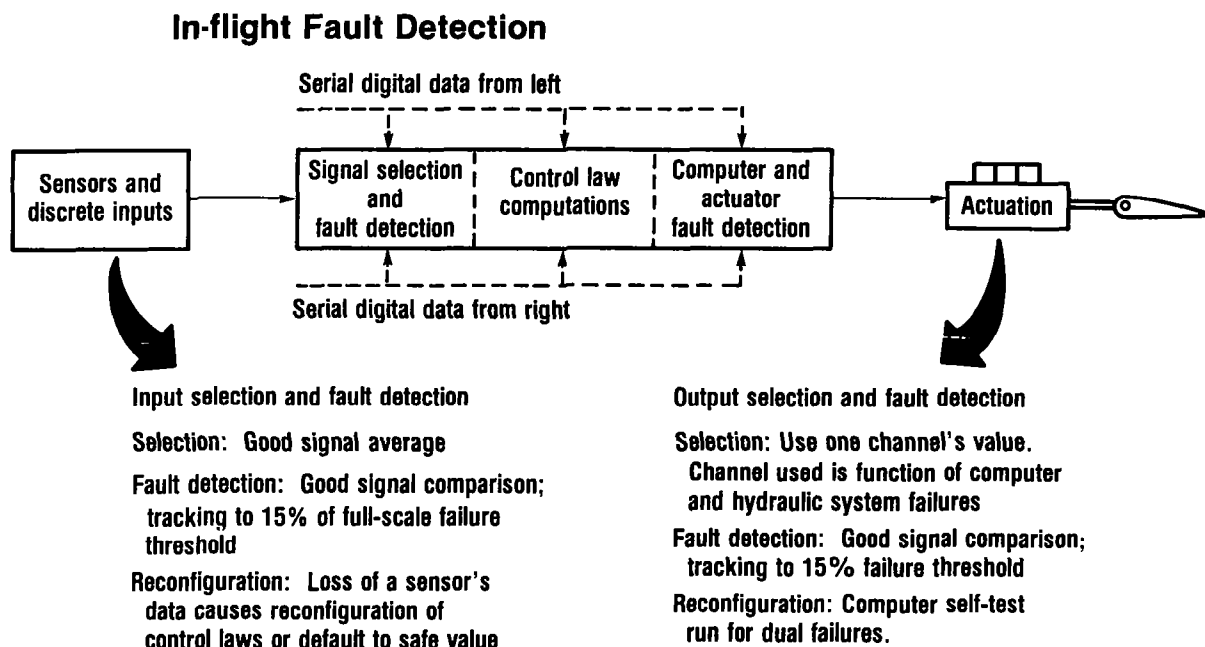 In-flight Fault Detection
Serial digital data from left
Sensors and
discrete inputs
Signal selection
and
fault detection
Control law
computations
Computer and
actuator
fault detection
Actuation
Serial digital data from right
Input selection and fault detection
Selection: Good signal average
Fault detection: Good signal comparison;
tracking to 15% of full-scale failure
threshold
Reconfiguration: Loss of a sensor's
data causes reconfiguration of
control laws or default to safe value
Output selection and fault detection
Selection: Use one channel's value.
Channel used is function of computer
and hydraulic system failures
Fault detection: Good signal comparison;
tracking to 15% failure threshold
Reconfiguration: Computer self-test
run for dual failures.